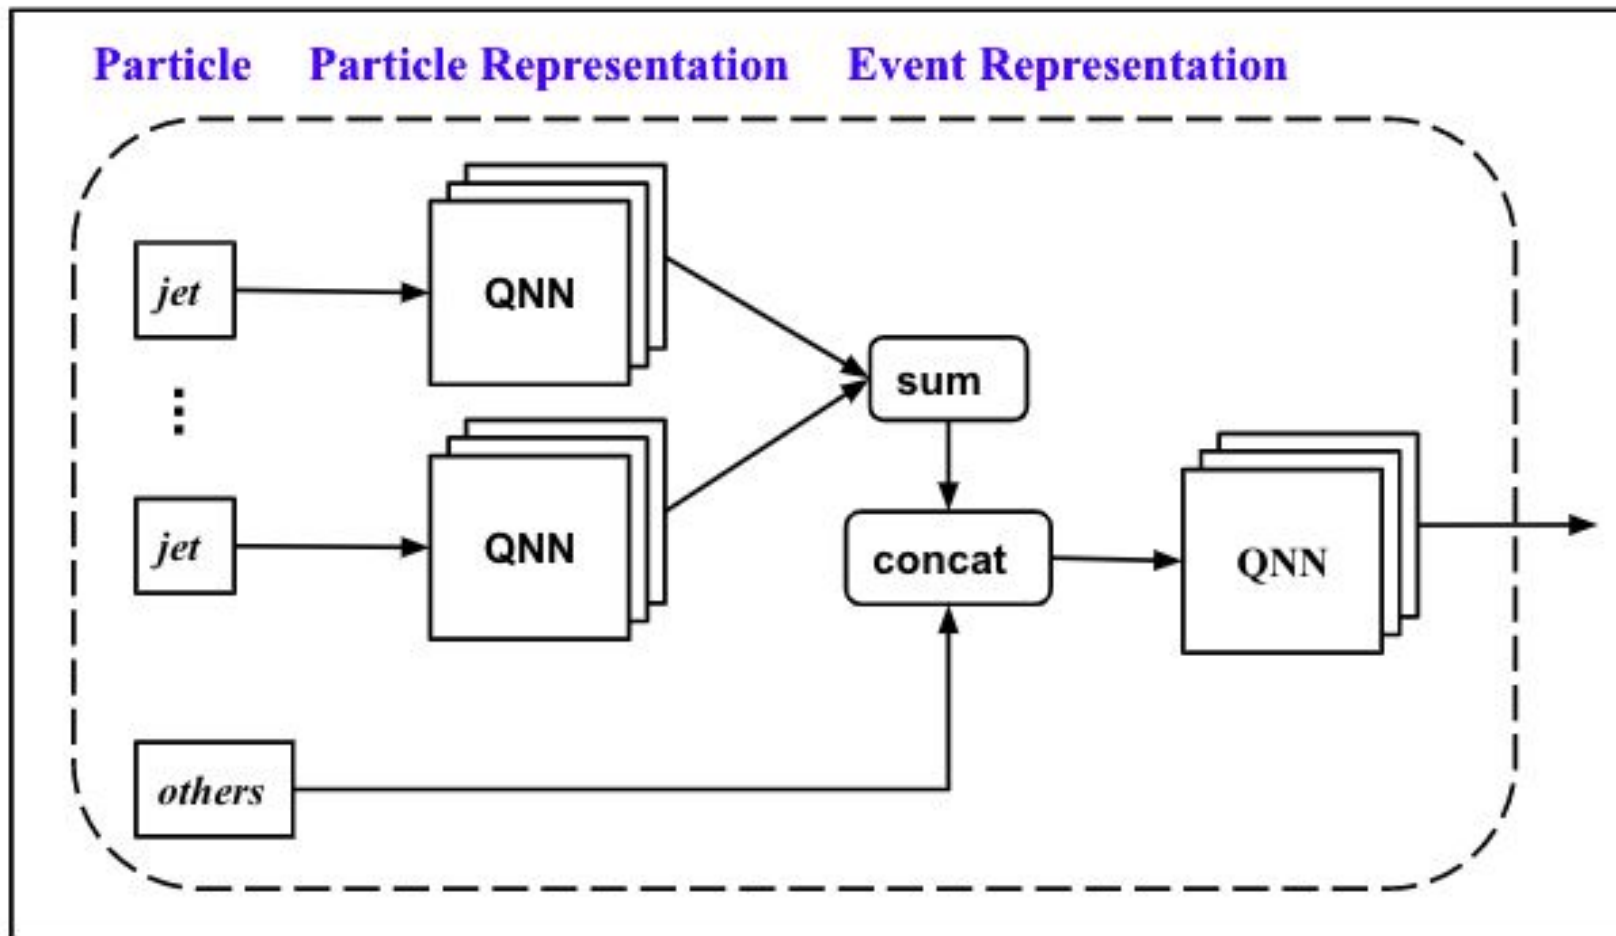 Particle Particle Representation Event Representation
jet
QNN
sum
...
jet
QNN
concat
QNN
others